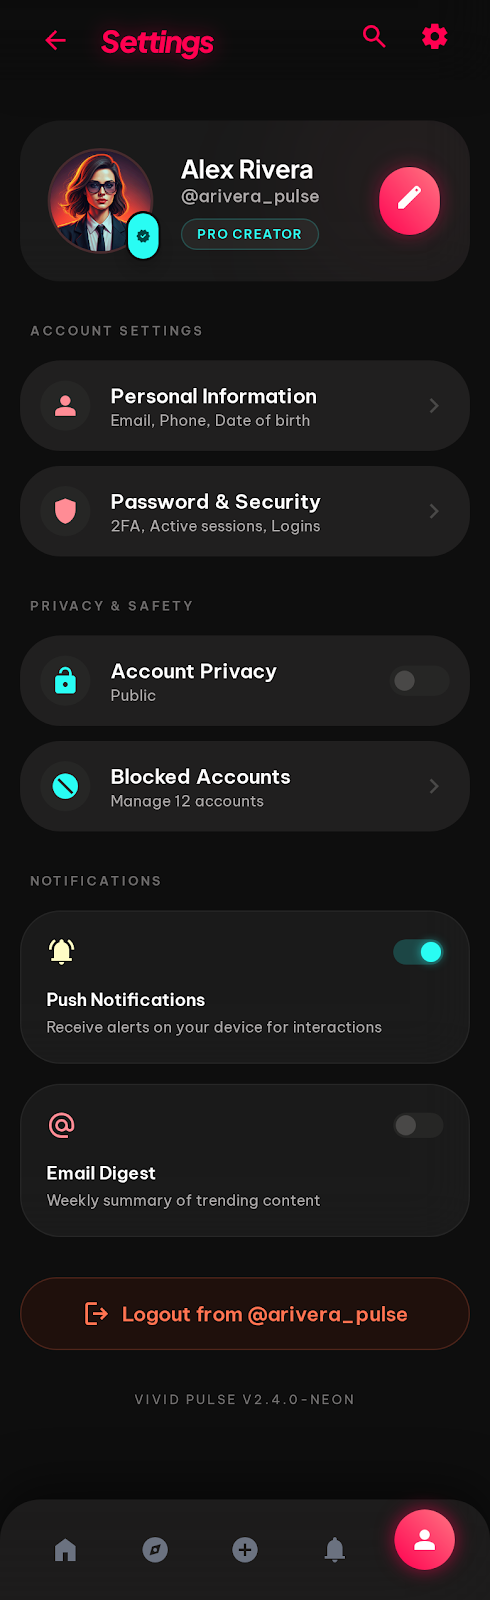 Settings
Alex Rivera
@arivera_pulse
PRO CREATOR
ACCOUNT SETTINGS
Personal Information
Email, Phone, Date of birth
Password & Security
2FA, Active sessions, Logins
PRIVACY & SAFETY
Account Privacy
Public
Blocked Accounts
Manage 12 accounts
NOTIFICATIONS
Push Notifications
Receive alerts on your device for interactions
Email Digest
Weekly summary of trending content
Logout from @arivera_pulse
VIVID PULSE V2.4.0-NEON